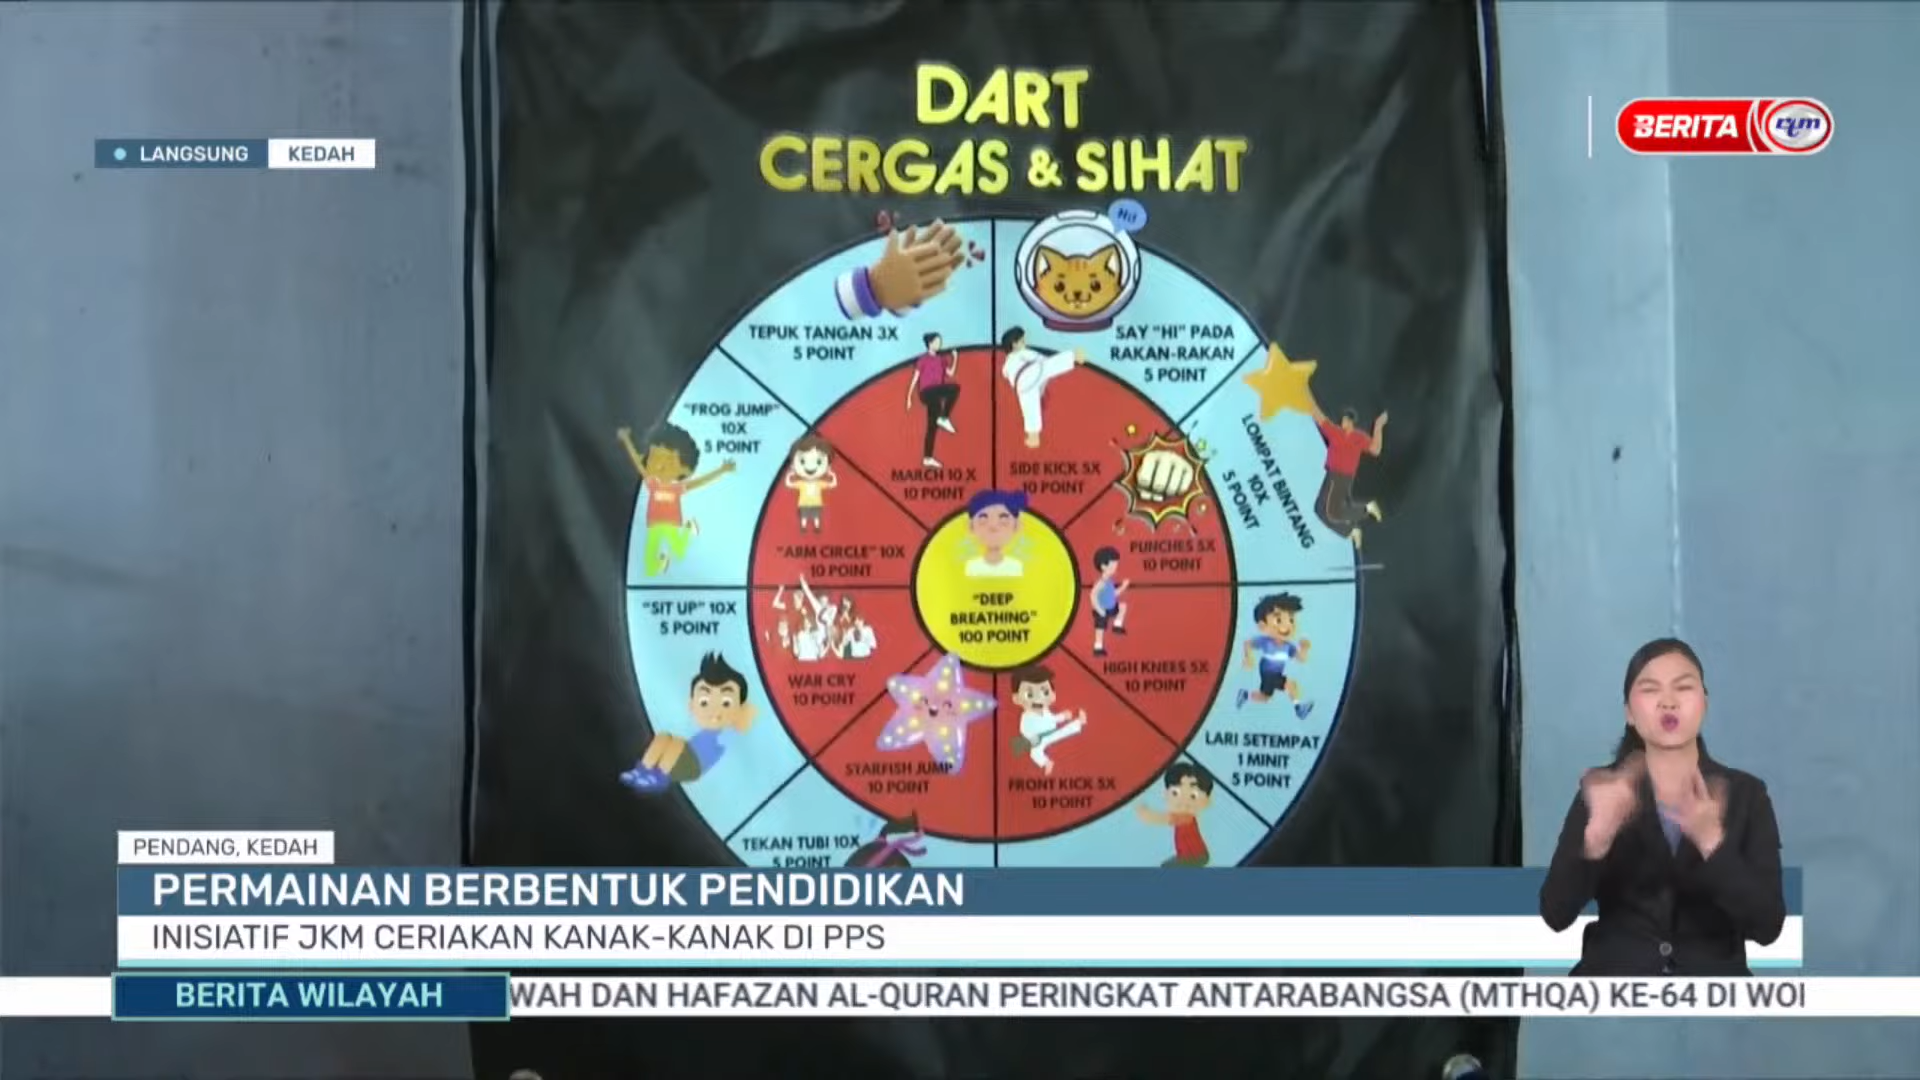 DART
CERGAS & SIHAT
LANGSUNG
KEDAH
BERITA rtm
Hi!
TEPUK TANGAN 3X
5 POINT
SAY "HI" PADA
RAKAN-RAKAN
5 POINT
"FROG JUMP"
10X
5 POINT
LOMPAT BINTANG
10X
5 POINT
MARCH 10 X
10 POINT
SIDE KICK 5X
10 POINT
"ARM CIRCLE" 10X
10 POINT
PUNCHES 5X
10 POINT
"DEEP
BREATHING"
100 POINT
"SIT UP" 10X
5 POINT
WAR CRY
10 POINT
HIGH KNEES 5X
10 POINT
STARFISH JUMP
10 POINT
FRONT KICK 5X
10 POINT
LARI SETEMPAT
1 MINIT
5 POINT
TEKAN TUBI 10X
5 POINT
PENDANG, KEDAH
PERMAINAN BERBENTUK PENDIDIKAN
INISIATIF JKM CERIAKAN KANAK-KANAK DI PPS
BERITA WILAYAH
WAH DAN HAFAZAN AL-QURAN PERINGKAT ANTARABANGSA (MTHQA) KE-64 DI WO